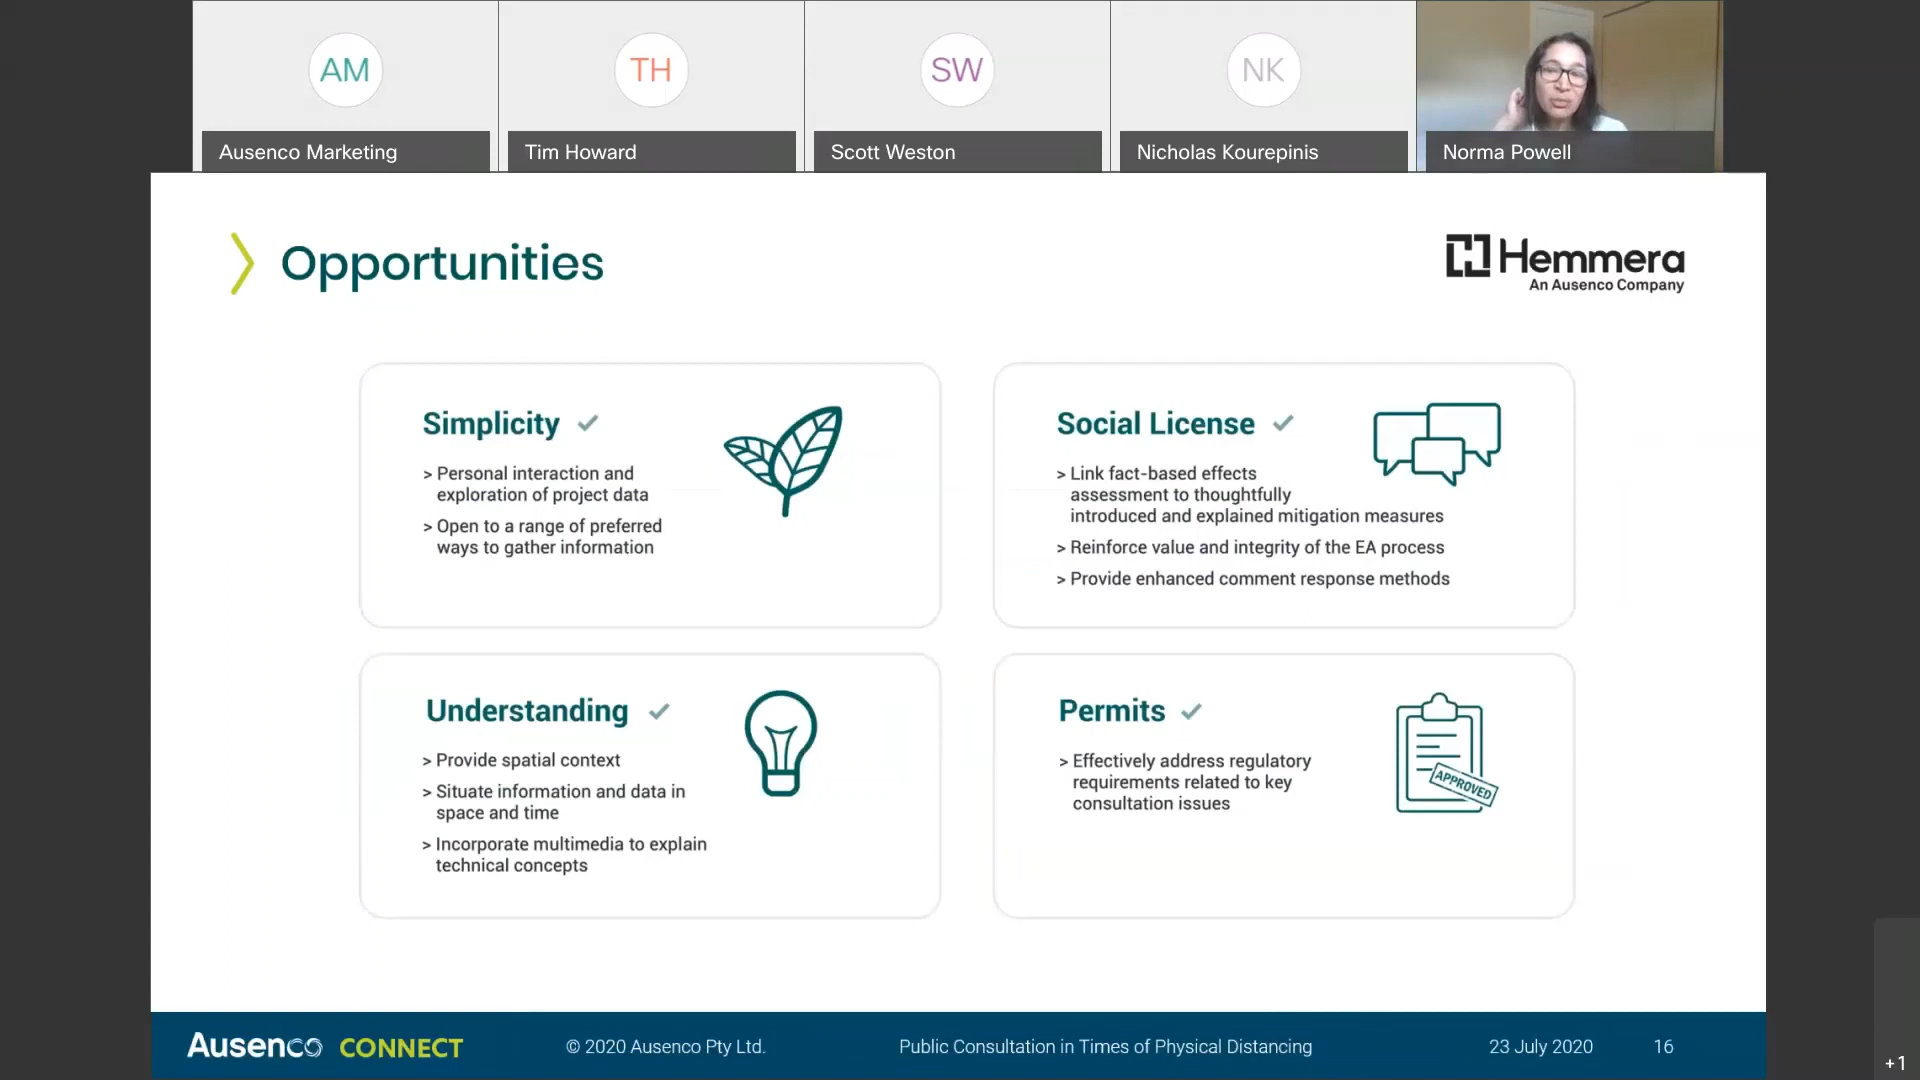 AM
TH
SW
NK
Ausenco Marketing
Tim Howard
Scott Weston
Nicholas Kourepinis
Norma Powell
Opportunities
Hemmera
An Ausenco Company
Simplicity
> Personal interaction and
exploration of project data
> Open to a range of preferred
ways to gather information
Social License
> Link fact-based effects
assessment to thoughtfully
introduced and explained mitigation measures
> Reinforce value and integrity of the EA process
> Provide enhanced comment response methods
Understanding
> Provide spatial context
> Situate information and data in
space and time
> Incorporate multimedia to explain
technical concepts
Permits
> Effectively address regulatory
requirements related to key
consultation issues
APPROVED
Ausenco CONNECT
© 2020 Ausenco Pty Ltd.
Public Consultation in Times of Physical Distancing
23 July 2020
16
+1